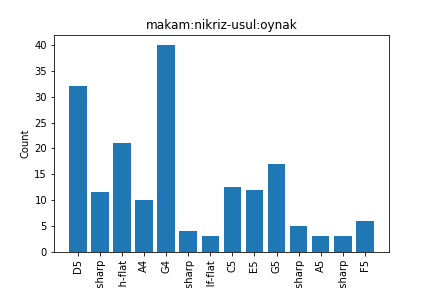 makam:nikriz-usul:oynak
40
35
30
25
20
15
10
5
0
Count
D5
sharp
h-flat
A4
G4
sharp
lf-flat
C5
E5
G5
sharp
A5
sharp
F5